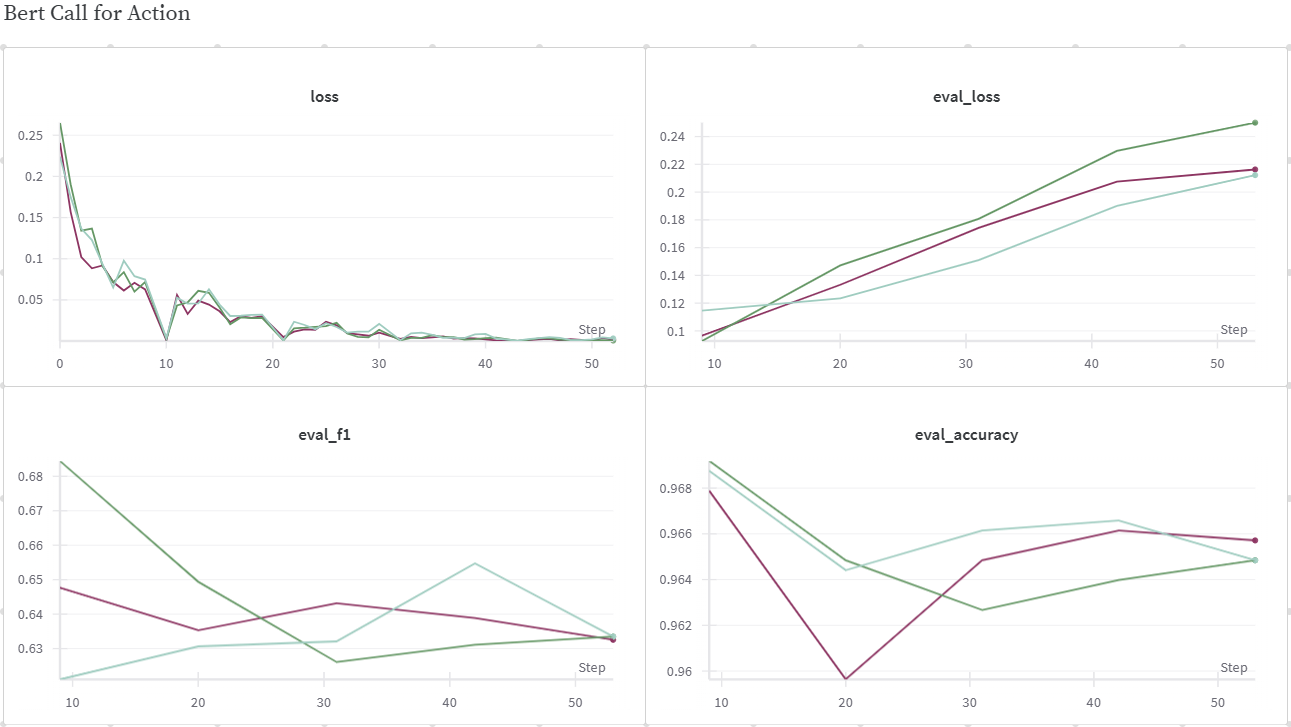 Bert Call for Action
loss
0.25
0.2
0.15
0.1
0.05
Step
0 10 20 30 40 50
eval_loss
0.24
0.22
0.2
0.18
0.16
0.14
0.12
0.1
Step
10 20 30 40 50
eval_f1
0.68
0.67
0.66
0.65
0.64
0.63
Step
10 20 30 40 50
eval_accuracy
0.968
0.966
0.964
0.962
0.96
Step
10 20 30 40 50